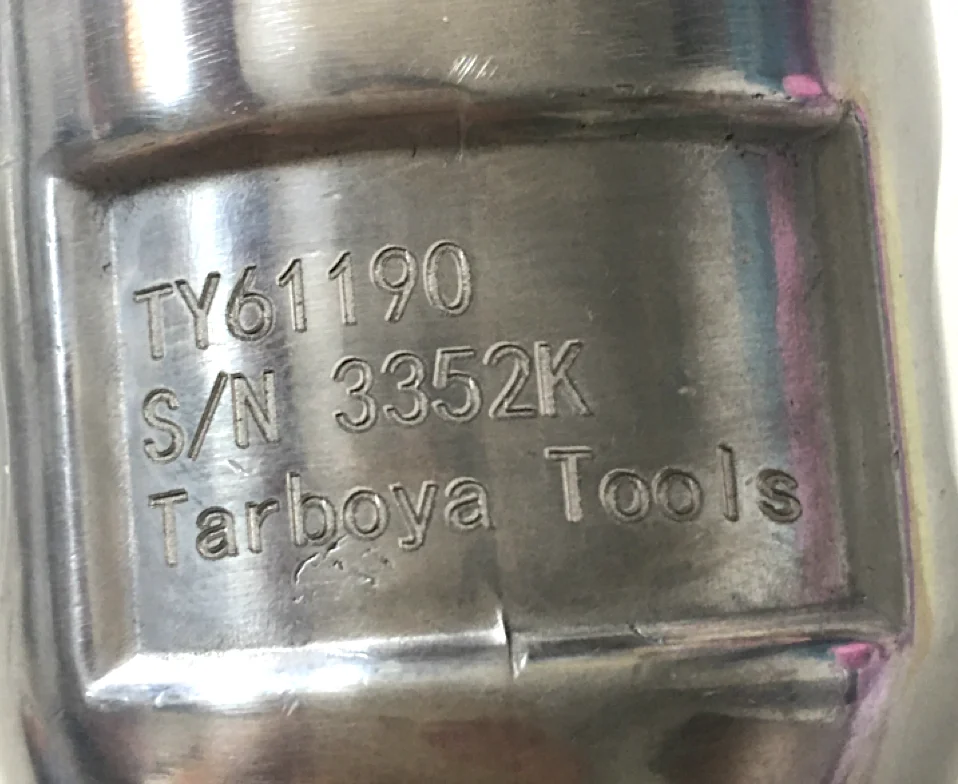 TY61190
S/N 3352K
Tarboya Tools